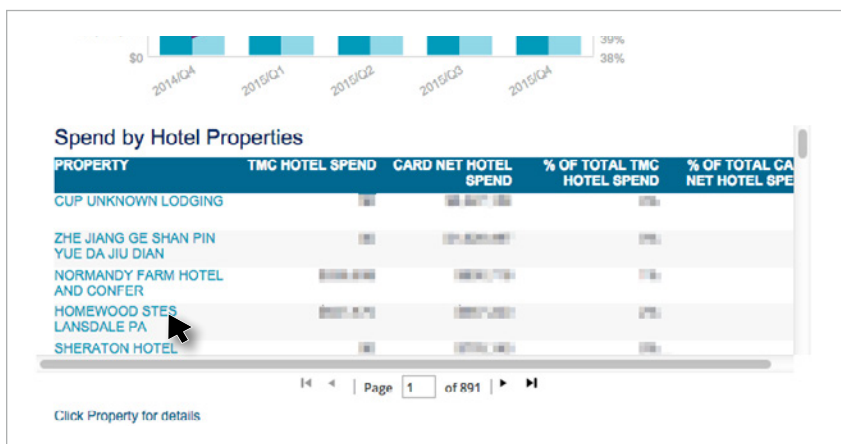 39%
$0
38%
2014/Q4
2015/Q1
2015/Q2
2015/Q3
2015/Q4
Spend by Hotel Properties
PROPERTY TMC HOTEL SPEND CARD NET HOTEL % OF TOTAL TMC % OF TOTAL CA
SPEND HOTEL SPEND NET HOTEL SPE
CUP UNKNOWN LODGING
ZHE JIANG GE SHAN PIN
YUE DA JIU DIAN
NORMANDY FARM HOTEL
AND CONFER
HOMEWOOD STES
LANSDALE PA
SHERATON HOTEL
Page 1 of 891
Click Property for details